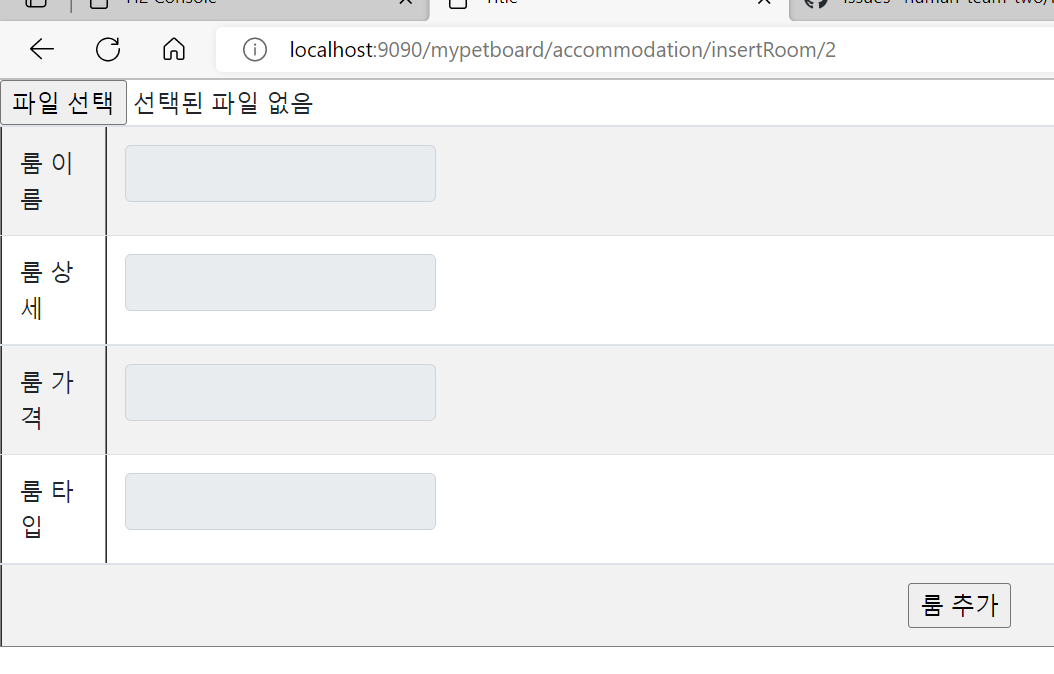 H2 Console
Title
Issues · human-team-two/
localhost:9090/mypetboard/accommodation/insertRoom/2
파일 선택 선택된 파일 없음
룸 이
름
룸 상
세
룸 가
격
룸 타
입
룸 추가